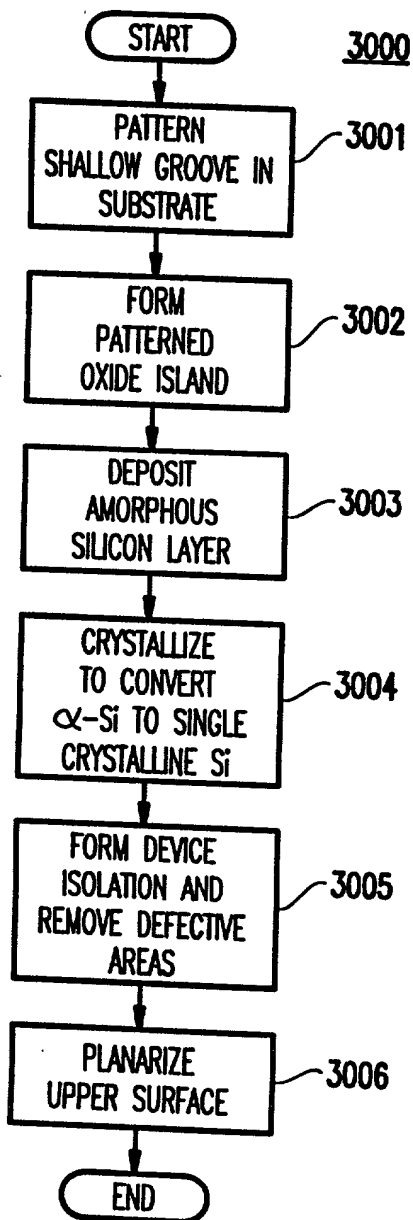 START
3000
PATTERN
SHALLOW GROOVE IN
SUBSTRATE
3001
FORM
PATTERNED
OXIDE ISLAND
3002
DEPOSIT
AMORPHOUS
SILICON LAYER
3003
CRYSTALLIZE
TO CONVERT
α-Si TO SINGLE
CRYSTALLINE Si
3004
FORM DEVICE
ISOLATION AND
REMOVE DEFECTIVE
AREAS
3005
PLANARIZE
UPPER SURFACE
3006
END